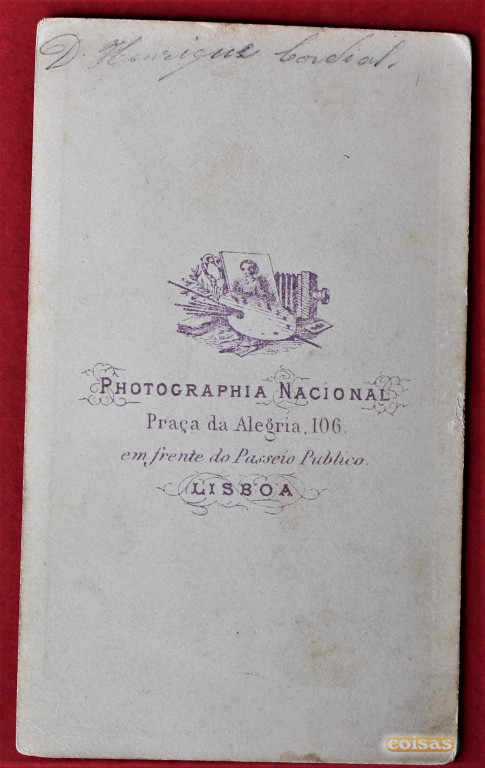 D. Henrique Cordial.
PHOTOGRAPHIA NACIONAL
Praça da Alegria, 106.
em frente do Passeio Publico.
LISBOA
coisas